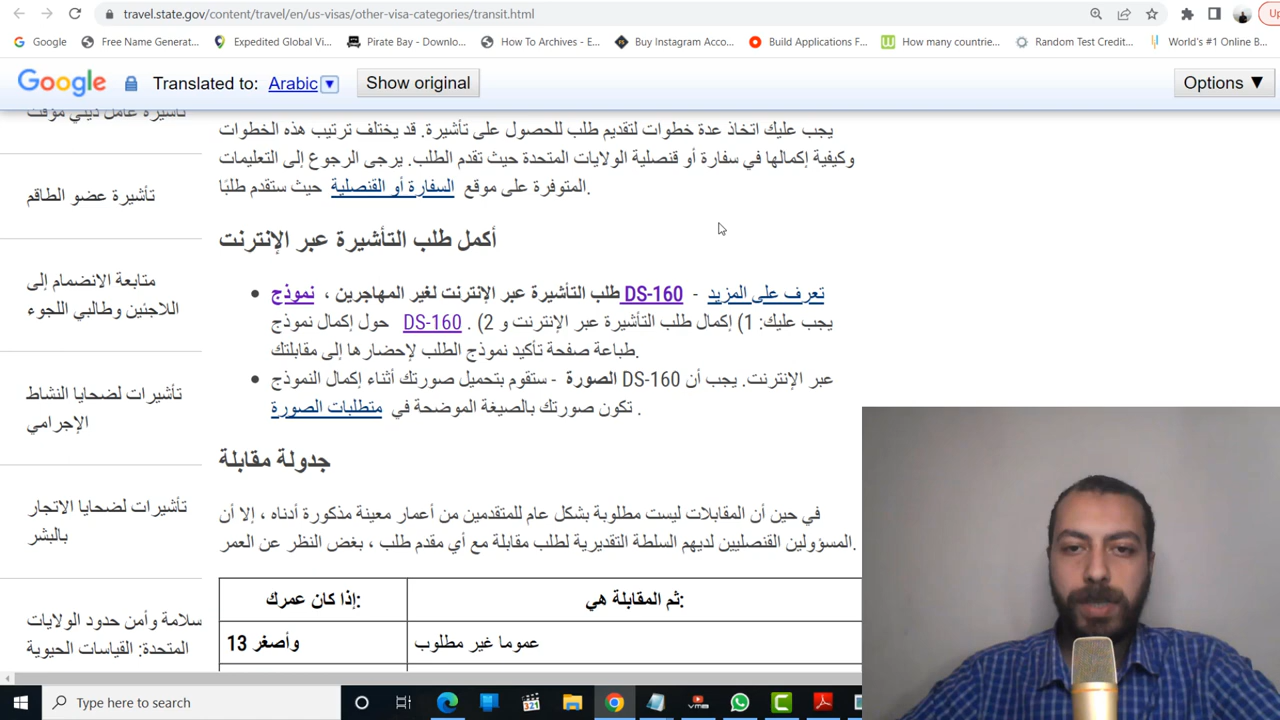 travel.state.gov/content/travel/en/us-visas/other-visa-categories/transit.html
Up
Google
Free Name Generat...
Expedited Global Vi...
Pirate Bay - Downlo...
How To Archives - E...
Buy Instagram Acco...
Build Applications F...
How many countrie...
Random Test Credit...
World's #1 Online B...
Google Translated to: Arabic ▼ Show original
Options ▼
تأشيرة عامل ديني مؤقت
تأشيرة عضو الطاقم
متابعة الانضمام إلى
اللاجئين وطالبي اللجوء
تأشيرات لضحايا النشاط
الإجرامي
تأشيرات لضحايا الاتجار
بالبشر
سلامة وأمن حدود الولايات
المتحدة: القياسات الحيوية
يجب عليك اتخاذ عدة خطوات لتقديم طلب للحصول على تأشيرة. قد يختلف ترتيب هذه الخطوات
وكيفية إكمالها في سفارة أو قنصلية الولايات المتحدة حيث تقدم الطلب. يرجى الرجوع إلى التعليمات
المتوفرة على موقع السفارة أو القنصلية حيث ستقدم طلبًا.
أكمل طلب التأشيرة عبر الإنترنت
نموذج ، طلب التأشيرة عبر الإنترنت لغير المهاجرين DS-160 - تعرف على المزيد
حول إكمال نموذج DS-160 . يجب عليك: 1) إكمال طلب التأشيرة عبر الإنترنت و 2)
طباعة صفحة تأكيد نموذج الطلب لإحضارها إلى مقابلتك.
الصورة - ستقوم بتحميل صورتك أثناء إكمال النموذج DS-160 عبر الإنترنت. يجب أن
تكون صورتك بالصيغة الموضحة في متطلبات الصورة .
جدولة مقابلة
في حين أن المقابلات ليست مطلوبة بشكل عام للمتقدمين من أعمار معينة مذكورة أدناه ، إلا أن
المسؤولين القنصليين لديهم السلطة التقديرية لطلب مقابلة مع أي مقدم طلب ، بغض النظر عن العمر.
إذا كان عمرك:
ثم المقابلة هي:
13 وأصغر
عموما غير مطلوب
Type here to search